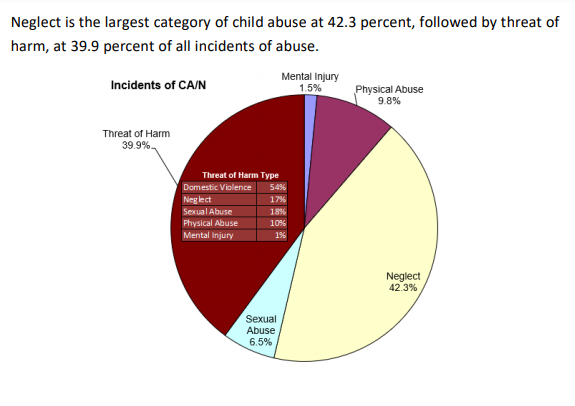 Neglect is the largest category of child abuse at 42.3 percent, followed by threat of
harm, at 39.9 percent of all incidents of abuse.
Incidents of CA/N
Mental Injury
1.5%
Physical Abuse
9.8%
Threat of Harm
39.9%
Threat of Harm Type
Domestic Violence 54%
Neglect 17%
Sexual Abuse 18%
Physical Abuse 10%
Mental Injury 1%
Neglect
42.3%
Sexual
Abuse
6.5%